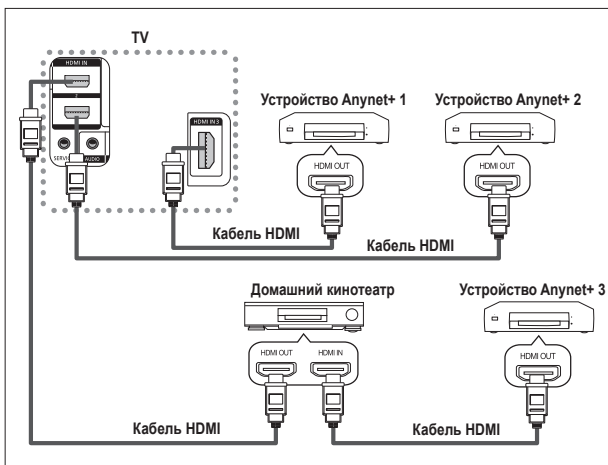 TV
HDMI IN
HDMI IN 3
AUDIO
Устройство Anynet+ 1
Устройство Anynet+ 2
HDMI OUT
HDMI OUT
Кабель HDMI
Кабель HDMI
Домашний кинотеатр
Устройство Anynet+ 3
HDMI OUT
HDMI IN
HDMI OUT
Кабель HDMI
Кабель HDMI